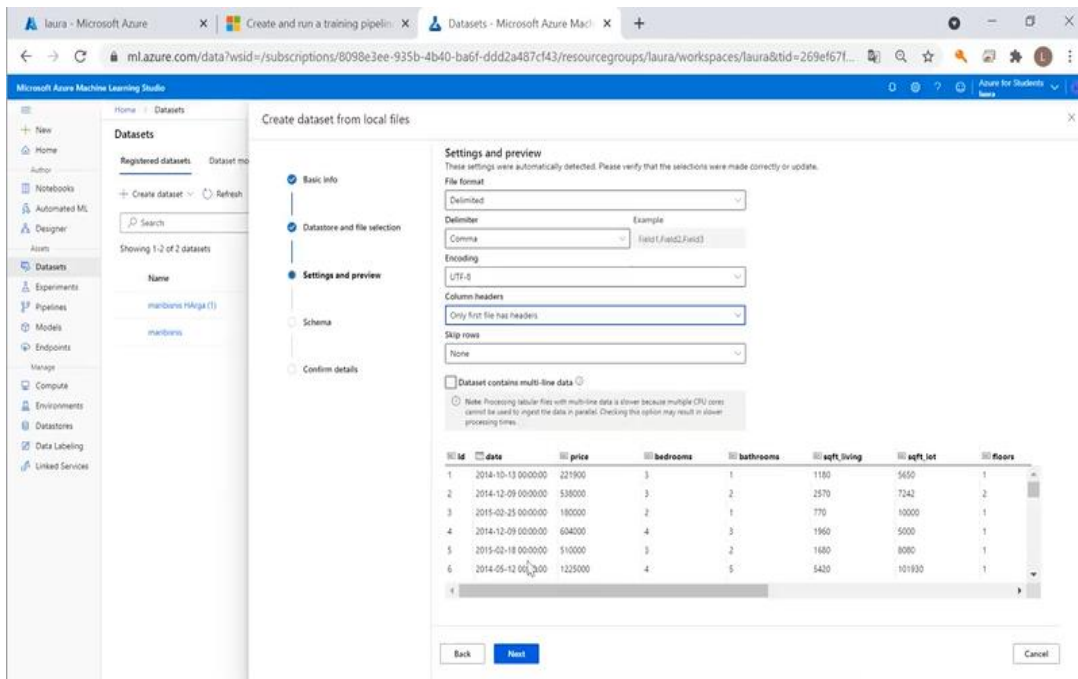 laura - Microsoft Azure
Create and run a training pipelin
Datasets - Microsoft Azure Mach
ml.azure.com/data?wsid=/subscriptions/8098e3ee-935b-4b40-ba6f-ddd2a487cf43/resourcegroups/laura/workspaces/laura&tid=269ef67f...
L
Microsoft Azure Machine Learning Studio
Azure for Students
laura
New
Home
Author
Notebooks
Automated ML
Designer
Assets
Datasets
Experiments
Pipelines
Models
Endpoints
Manage
Compute
Environments
Datastores
Data Labeling
Linked Services
Home / Datasets
Datasets
Registered datasets Dataset mo
Create dataset Refresh
Search
Showing 1-2 of 2 datasets
Name
Create dataset from local files
Basic info
Datastore and file selection
Settings and preview
Schema
Confirm details
Settings and preview
These settings were automatically detected. Please verify that the selections were made correctly or update.
File format
Delimited
Delimiter Example
Comma Field1,Field2,Field3
Encoding
UTF-8
Column headers
Only first file has headers
Skip rows
None
Dataset contains multi-line data
Note: Processing tabular files with multi-line data is slower because multiple CPU cores
cannot be used to ingest the data in parallel. Checking this option may result in slower
processing times.
id date price bedrooms bathrooms sqft_living sqft_lot floors
1 2014-10-13 00:00:00 221900 3 1 1180 5650 1
2 2014-12-09 00:00:00 538000 3 2 2570 7242 2
3 2015-02-25 00:00:00 180000 2 1 770 10000 1
4 2014-12-09 00:00:00 604000 4 3 1960 5000 1
5 2015-02-18 00:00:00 510000 3 2 1680 8080 1
6 2014-05-12 1225000 4 5 5420 101930 1
Back Next Cancel